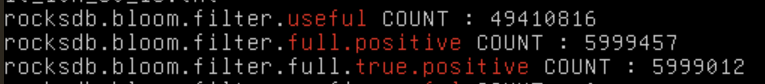 rocksdb.bloom.filter.useful COUNT : 49410816
rocksdb.bloom.filter.full.positive COUNT : 5999457
rocksdb.bloom.filter.full.true.positive COUNT : 5999012